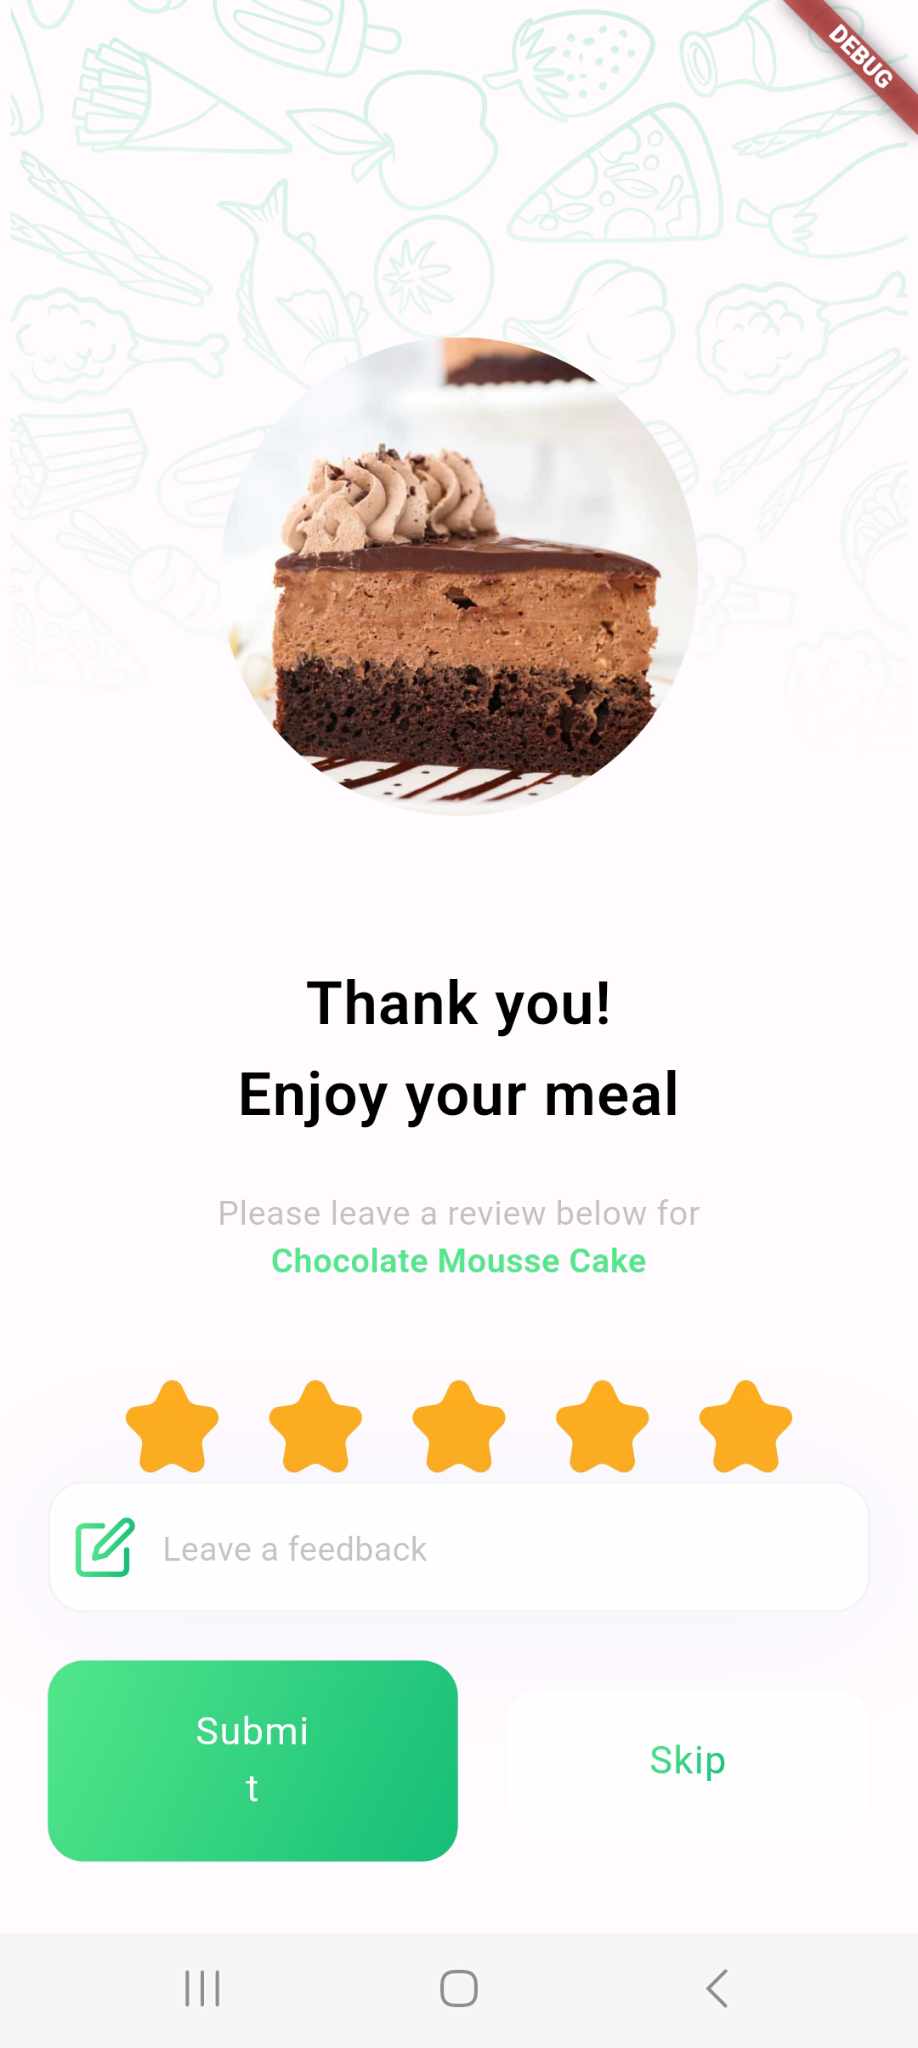 DEBUG
Thank you!
Enjoy your meal
Please leave a review below for
Chocolate Mousse Cake
Leave a feedback
Submi
t
Skip